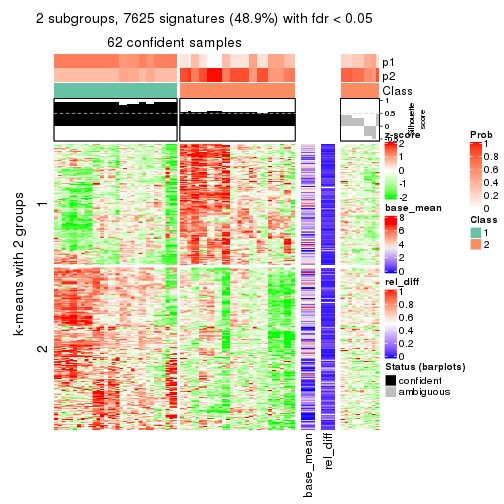 2 subgroups, 7625 signatures (48.9%) with fdr < 0.05
62 confident samples
p1
p2
Class
1
0.5
0
-0.5
Silhouette
score
k-means with 2 groups
1
2
base_mean
rel_diff
z-score
2
1
0
-1
-2
base_mean
8
6
4
2
0
rel_diff
1
0.8
0.6
0.4
0.2
0
Status (barplots)
confident
ambiguous
Prob
1
0.8
0.6
0.4
0.2
0
Class
1
2